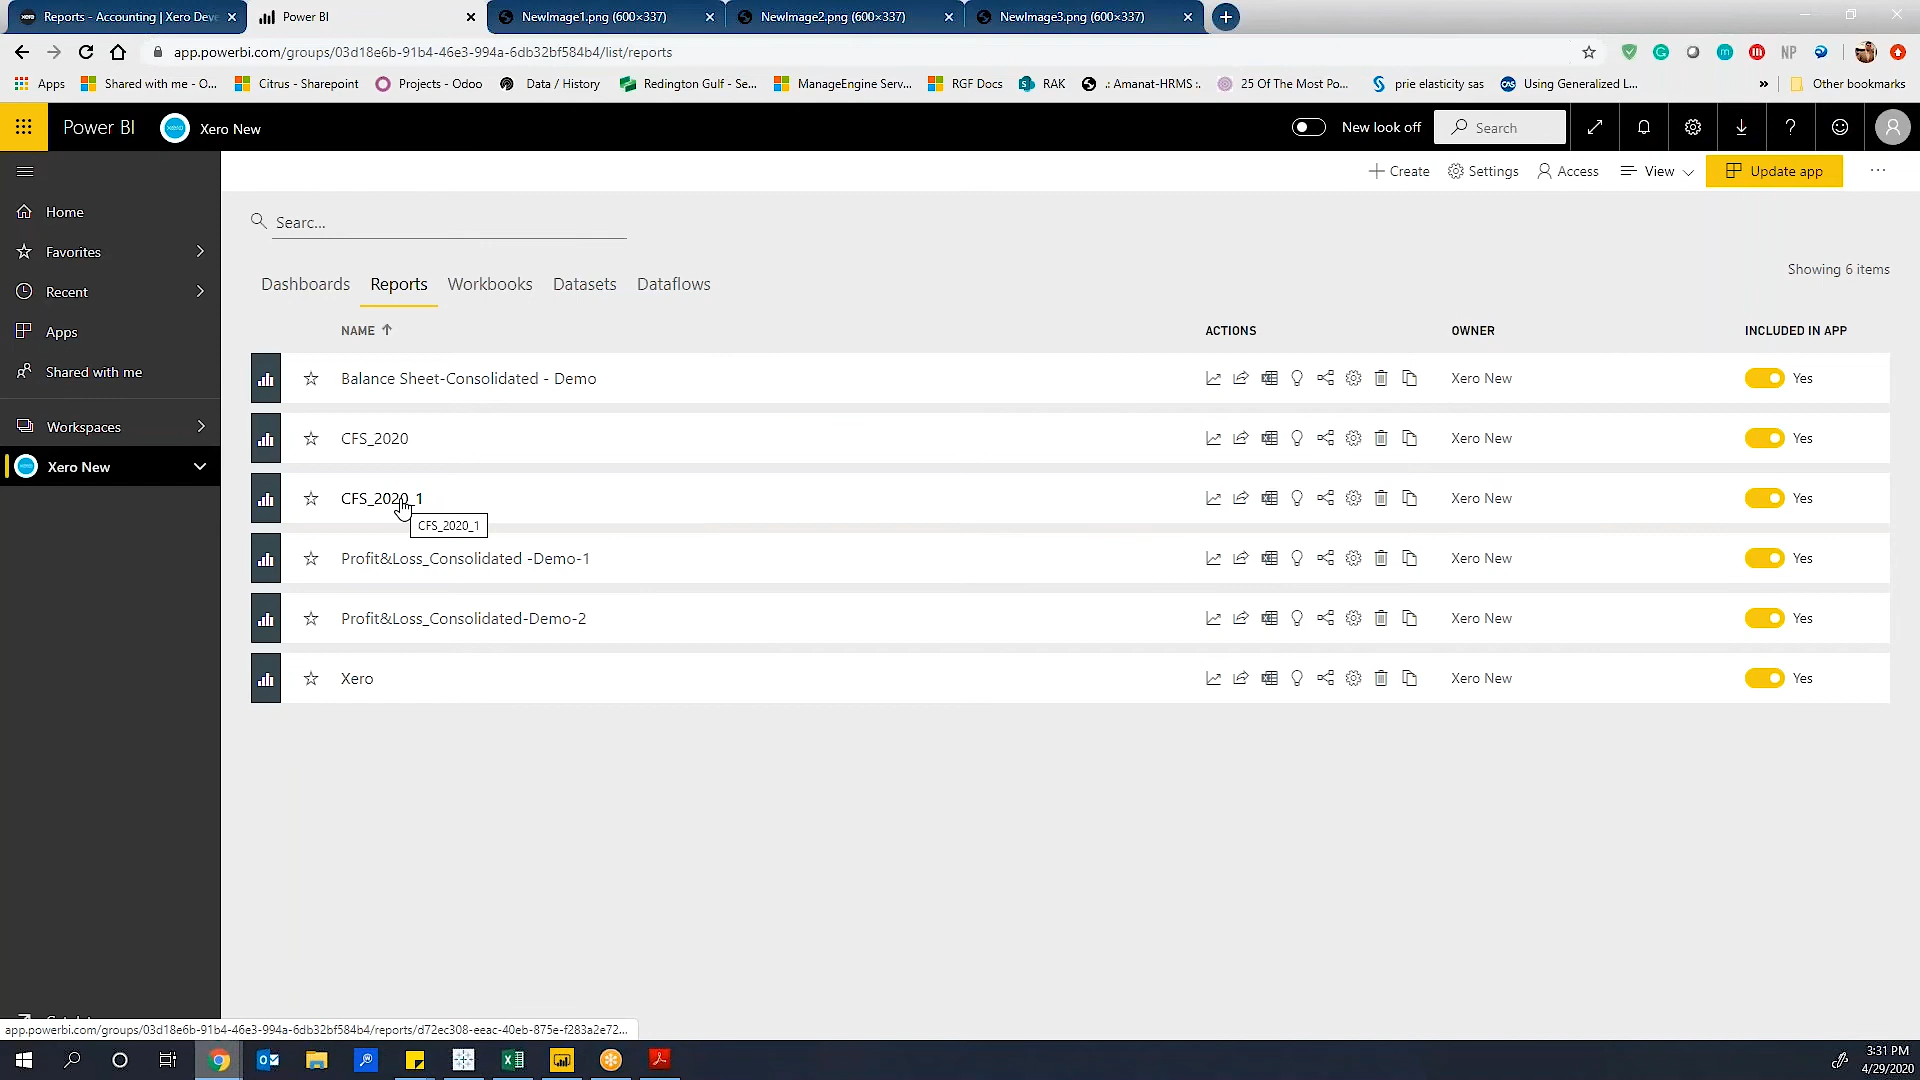 Reports - Accounting | Xero Deve
Power BI
NewImage1.png (600×337)
NewImage2.png (600×337)
NewImage3.png (600×337)
app.powerbi.com/groups/03d18e6b-91b4-46e3-994a-6db32bf584b4/list/reports
Apps
Shared with me - O...
Citrus - Sharepoint
Projects - Odoo
Data / History
Redington Gulf - Se...
ManageEngine Serv...
RGF Docs
RAK
.: Amanat-HRMS :.
25 Of The Most Po...
prie elasticity sas
Using Generalized L...
»
Other bookmarks
Power BI
xero
Xero New
New look off
Search
Create
Settings
Access
View
Update app
Home
Favorites
Recent
Apps
Shared with me
Workspaces
Xero New
Searc...
Showing 6 items
Dashboards
Reports
Workbooks
Datasets
Dataflows
NAME
ACTIONS
OWNER
INCLUDED IN APP
Balance Sheet-Consolidated - Demo
Xero New
Yes
CFS_2020
Xero New
Yes
CFS_2020_1
Xero New
Yes
CFS_2020_1
Profit&Loss_Consolidated -Demo-1
Xero New
Yes
Profit&Loss_Consolidated-Demo-2
Xero New
Yes
Xero
Xero New
Yes
app.powerbi.com/groups/03d18e6b-91b4-46e3-994a-6db32bf584b4/reports/d72ec308-eeac-40eb-875e-f283a2e72...
3:31 PM
4/29/2020